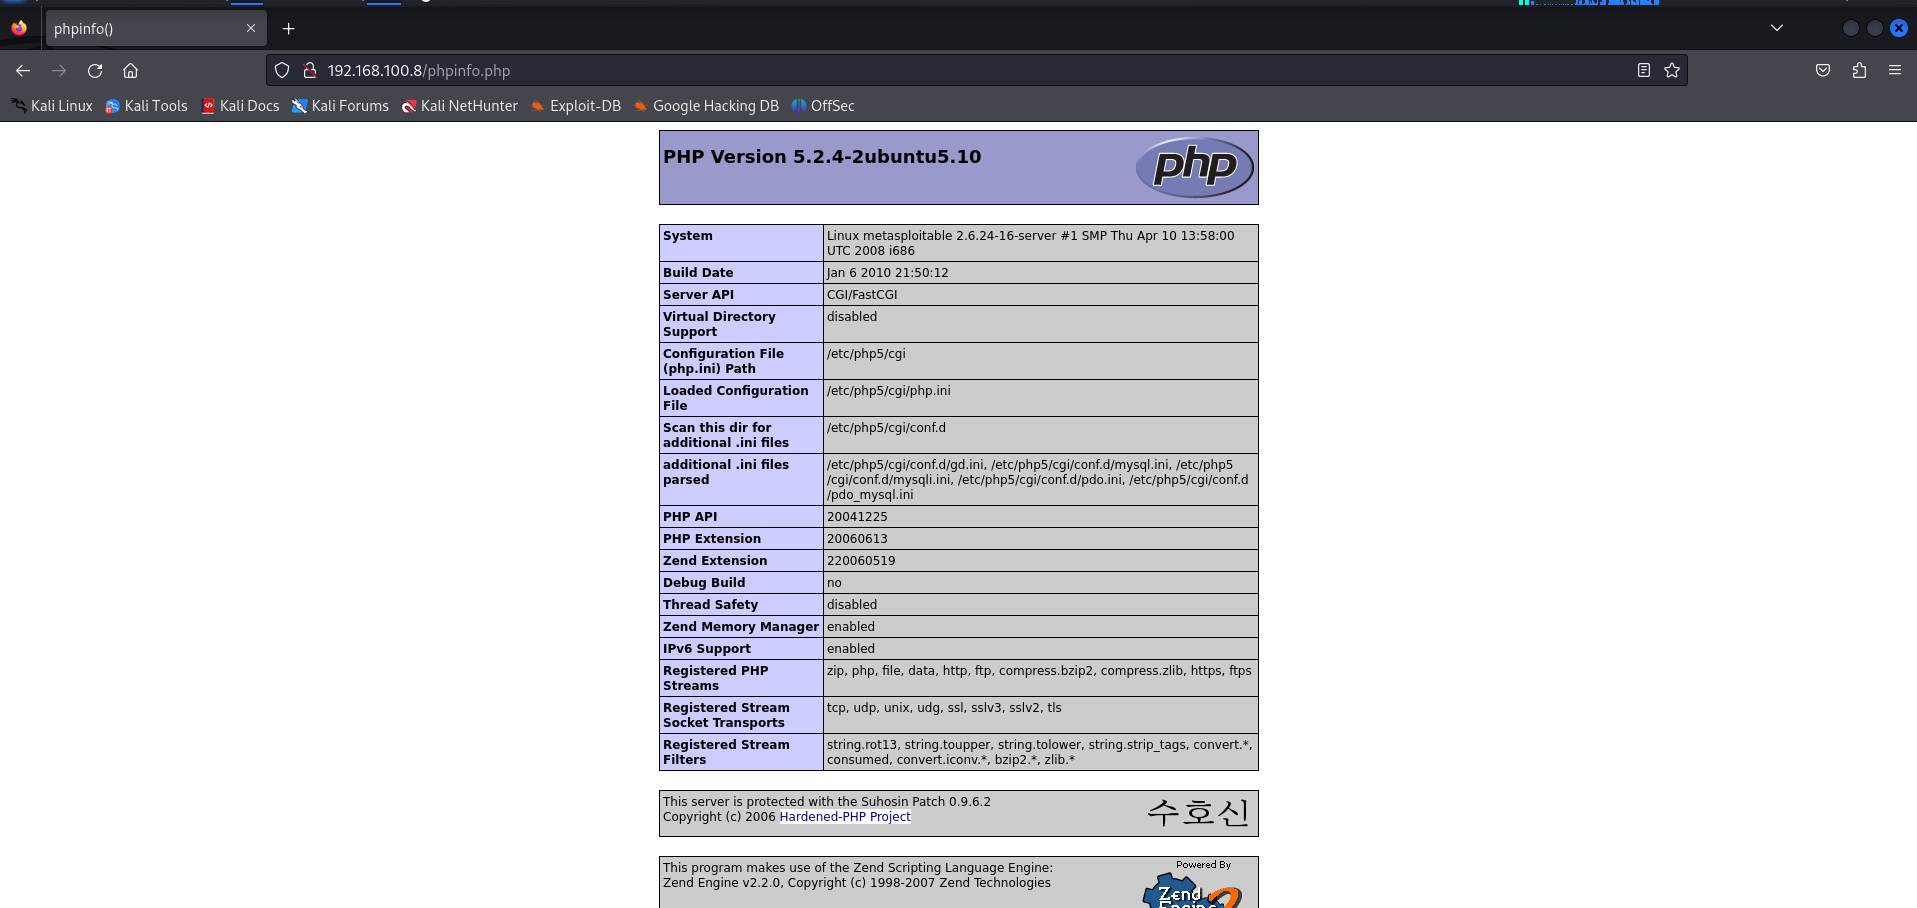 phpinfo()
192.168.100.8/phpinfo.php
Kali Linux Kali Tools Kali Docs Kali Forums Kali NetHunter Exploit-DB Google Hacking DB OffSec
PHP Version 5.2.4-2ubuntu5.10
php
System
Linux metasploitable 2.6.24-16-server #1 SMP Thu Apr 10 13:58:00
UTC 2008 i686
Build Date
Jan 6 2010 21:50:12
Server API
CGI/FastCGI
Virtual Directory
Support
disabled
Configuration File
(php.ini) Path
/etc/php5/cgi
Loaded Configuration
File
/etc/php5/cgi/php.ini
Scan this dir for
additional .ini files
/etc/php5/cgi/conf.d
additional .ini files
parsed
/etc/php5/cgi/conf.d/gd.ini, /etc/php5/cgi/conf.d/mysql.ini, /etc/php5
/cgi/conf.d/mysqli.ini, /etc/php5/cgi/conf.d/pdo.ini, /etc/php5/cgi/conf.d
/pdo_mysql.ini
PHP API
20041225
PHP Extension
20060613
Zend Extension
220060519
Debug Build
no
Thread Safety
disabled
Zend Memory Manager
enabled
IPv6 Support
enabled
Registered PHP
Streams
zip, php, file, data, http, ftp, compress.bzip2, compress.zlib, https, ftps
Registered Stream
Socket Transports
tcp, udp, unix, udg, ssl, sslv3, sslv2, tls
Registered Stream
Filters
string.rot13, string.toupper, string.tolower, string.strip_tags, convert.*,
consumed, convert.iconv.*, bzip2.*, zlib.*
This server is protected with the Suhosin Patch 0.9.6.2
Copyright (c) 2006 Hardened-PHP Project
수호신
This program makes use of the Zend Scripting Language Engine:
Zend Engine v2.2.0, Copyright (c) 1998-2007 Zend Technologies
Powered By
Zend
Engine